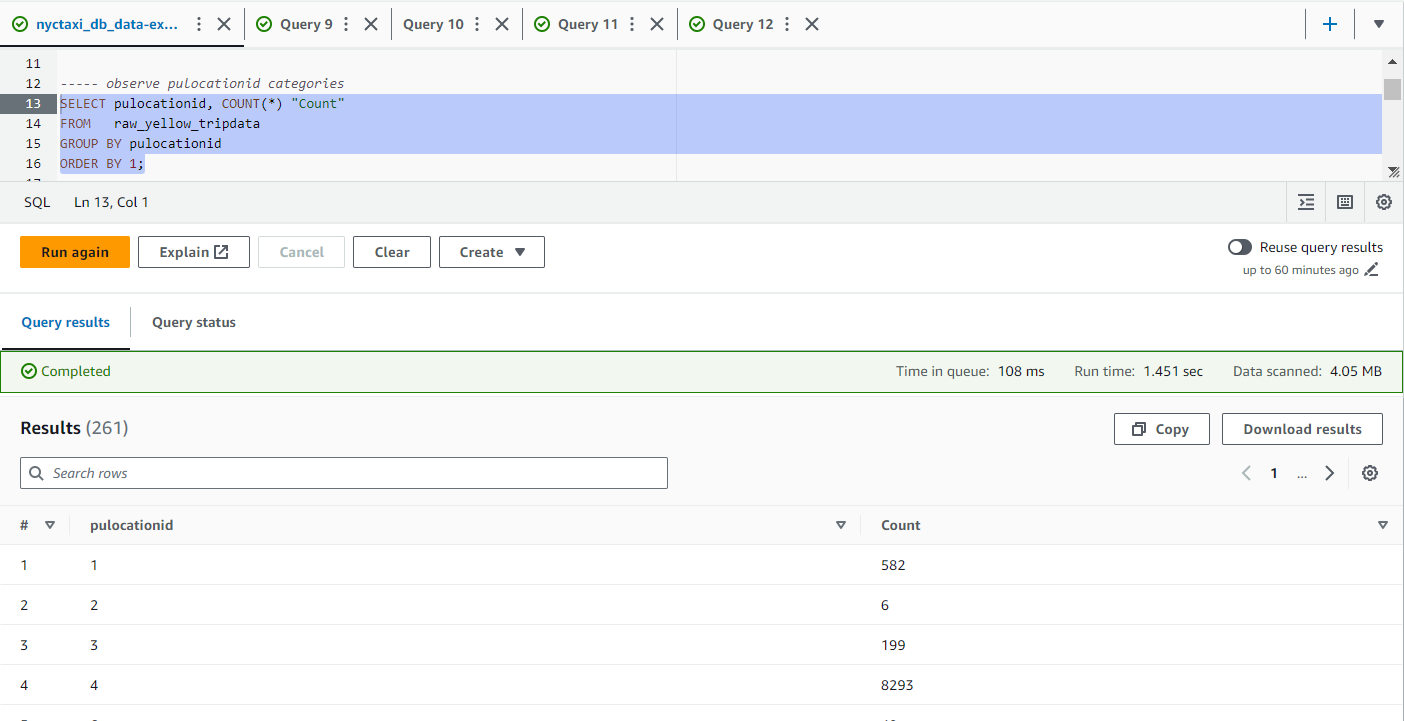 nyctaxi_db_data-ex... Query 9 Query 10 Query 11 Query 12
11
12 ----- observe pulocationid categories
13 SELECT pulocationid, COUNT(*) "Count"
14 FROM   raw_yellow_tripdata
15 GROUP BY pulocationid
16 ORDER BY 1;
SQL Ln 13, Col 1
Run again Explain Cancel Clear Create Reuse query results
up to 60 minutes ago
Query results Query status
Completed Time in queue: 108 ms Run time: 1.451 sec Data scanned: 4.05 MB
Results (261) Copy Download results
Search rows 1 ...
# pulocationid Count
1 1 582
2 2 6
3 3 199
4 4 8293